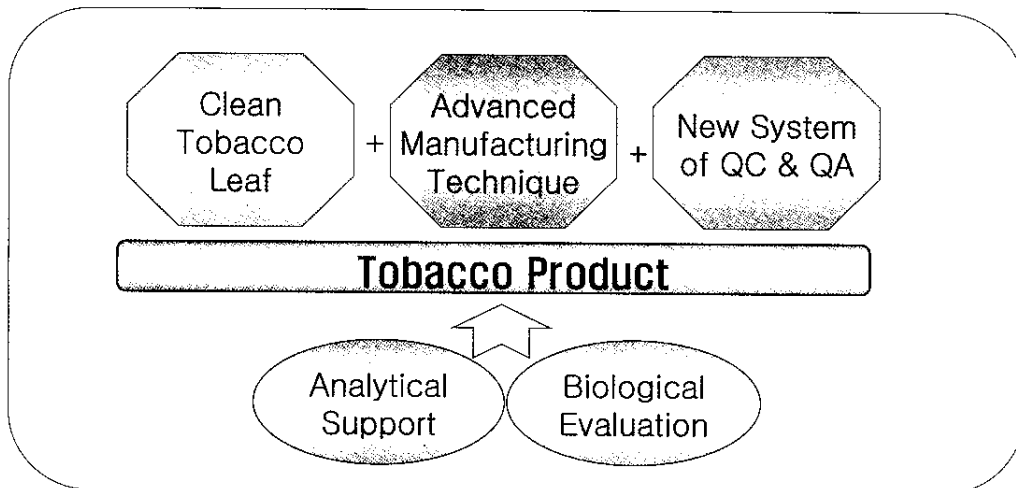 Clean
Tobacco
Leaf
+
Advanced
Manufacturing
Technique
+
New System
of QC & QA
Tobacco Product
Analytical
Support
Biological
Evaluation